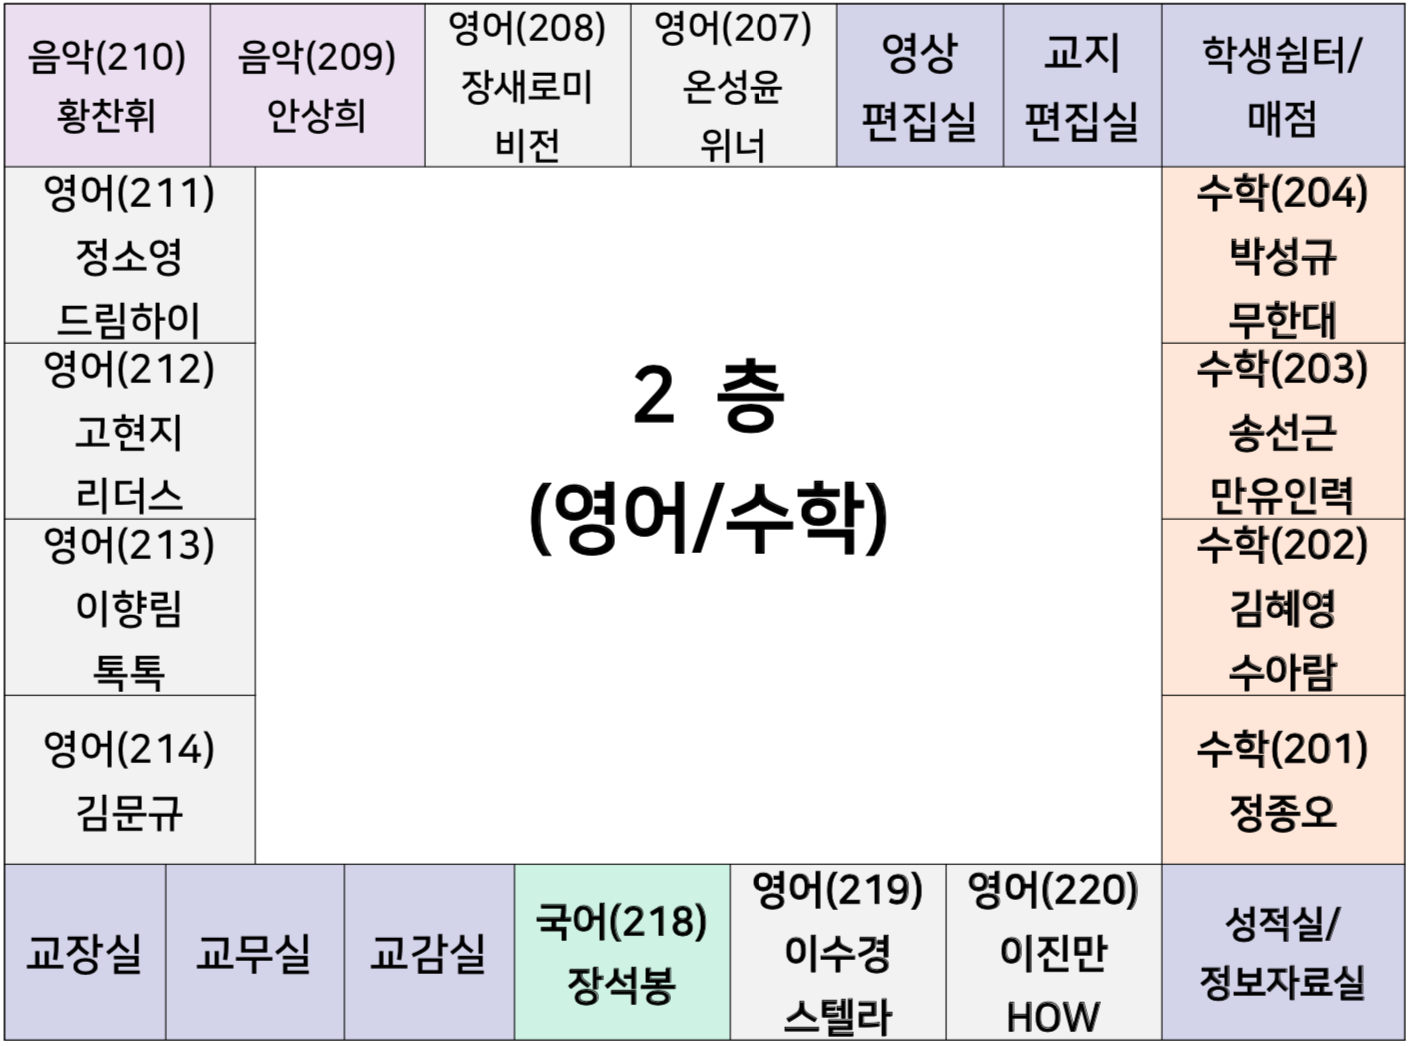 음악(210)
황찬휘
음악(209)
안상희
영어(208)
장새로미
비전
영어(207)
온성윤
위너
영상
편집실
교지
편집실
학생쉼터/
매점
영어(211)
정소영
드림하이
수학(204)
박성규
무한대
영어(212)
고현지
리더스
2 층
(영어/수학)
수학(203)
송선근
만유인력
영어(213)
이향림
톡톡
수학(202)
김혜영
수아람
영어(214)
김문규
수학(201)
정종오
교장실
교무실
교감실
국어(218)
장석봉
영어(219)
이수경
스텔라
영어(220)
이진만
HOW
성적실/
정보자료실